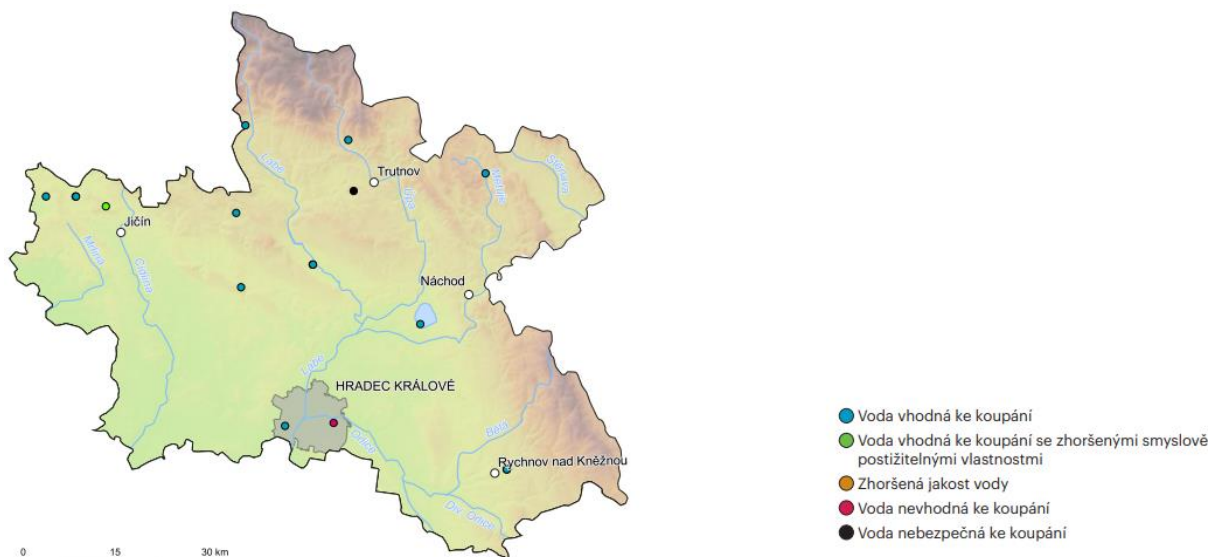 Labe
Trutnov
Úpa
Metuje
Stěnava
Jičín
Mrlina
Cidlina
Náchod
Labe
HRADEC KRÁLOVÉ
Orlice
Bělá
Rychnov nad Kněžnou
Div. Orlice
0 15 30 km
Voda vhodná ke koupání
Voda vhodná ke koupání se zhoršenými smyslově
postižitelnými vlastnostmi
Zhoršená jakost vody
Voda nevhodná ke koupání
Voda nebezpečná ke koupání